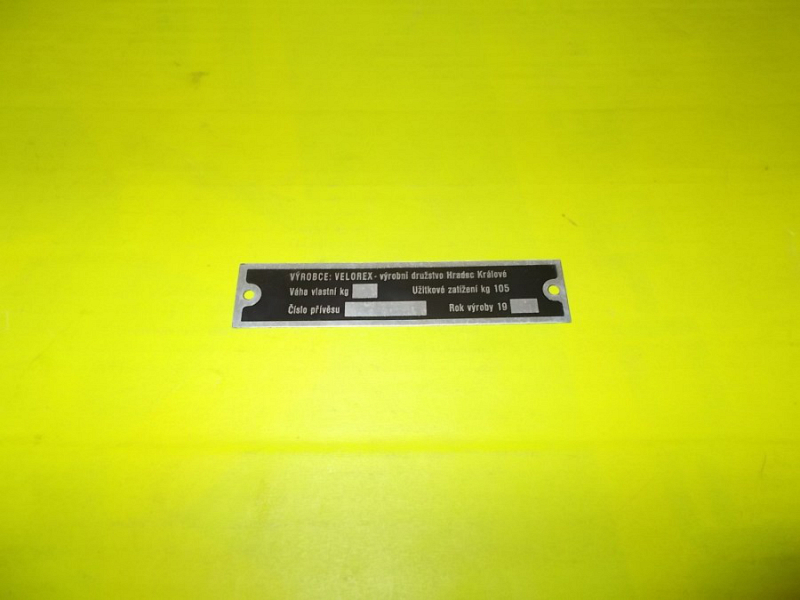 VÝROBCE: VELOREX - výrobní družstvo Hradec Králové
Váha vlastní kg Užitkové zatížení kg 105
Číslo přívěsu Rok výroby 19